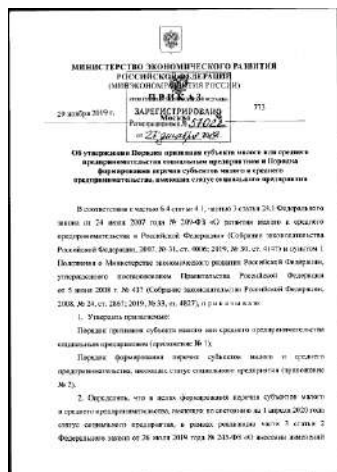 МИНИСТЕРСТВО ЭКОНОМИЧЕСКОГО РАЗВИТИЯ
РОССИЙСКОЙ ФЕДЕРАЦИИ
(МИНЭКОНОМРАЗВИТИЯ РОССИИ)
ПРИКАЗ
ЗАРЕГИСТРИРОВАНО
29 ноября 2019 г. Москва 773
Об утверждении Порядка признания субъекта малого или среднего
предпринимательства социальным предприятием и Порядка
формирования перечня субъектов малого и среднего
предпринимательства, имеющих статус социального предприятия
В соответствии с частью 6.4 статьи 4.1, частью 3 статьи 24.1 Федерального
закона от 24 июля 2007 года № 209-ФЗ «О развитии малого и среднего
предпринимательства в Российской Федерации» (Собрание законодательства
Российской Федерации, 2007, № 31, ст. 4006; 2019, № 30, ст. 4147) и пунктом 1
Положения о Министерстве экономического развития Российской Федерации,
утвержденного постановлением Правительства Российской Федерации
от 5 июня 2008 г. № 437 (Собрание законодательства Российской Федерации,
2008, № 24, ст. 2867; 2019, № 33, ст. 4827), п р и к а з ы в а ю:
1. Утвердить прилагаемые:
Порядок признания субъекта малого или среднего предпринимательства
социальным предприятием (приложение № 1);
Порядок формирования перечня субъектов малого и среднего
предпринимательства, имеющих статус социального предприятия (приложение
№ 2).
2. Определить, что в целях формирования перечня субъектов малого
и среднего предпринимательства, имеющих по состоянию на 1 апреля 2020 года
статус социального предприятия, в рамках реализации части 3 статьи 2
Федерального закона от 26 июля 2019 года № 245-ФЗ «О внесении изменений